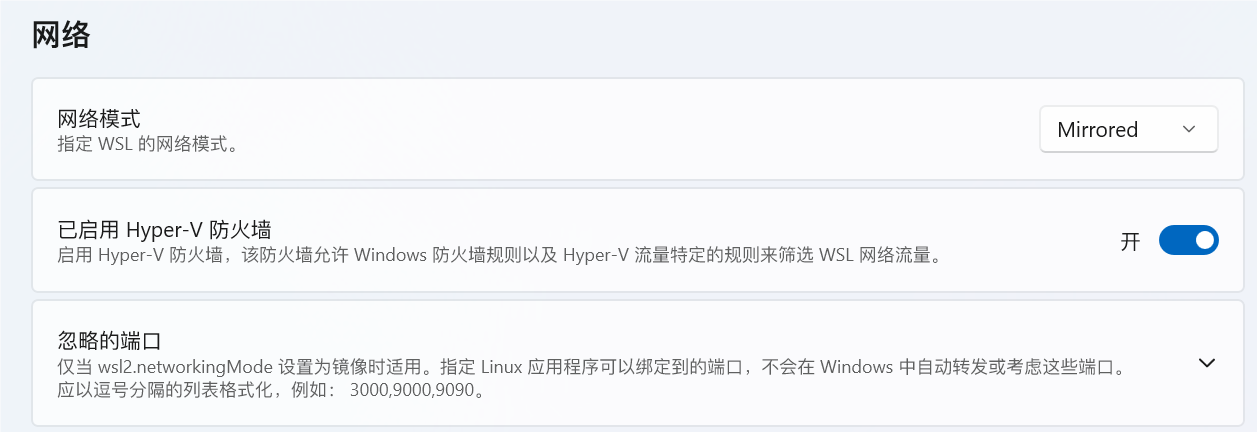 网络
网络模式
指定 WSL 的网络模式。
Mirrored
已启用 Hyper-V 防火墙
启用 Hyper-V 防火墙，该防火墙允许 Windows 防火墙规则以及 Hyper-V 流量特定的规则来筛选 WSL 网络流量。
开
忽略的端口
仅当 wsl2.networkingMode 设置为镜像时适用。指定 Linux 应用程序可以绑定到的端口，不会在 Windows 中自动转发或考虑这些端口。
应以逗号分隔的列表格式化，例如： 3000,9000,9090。